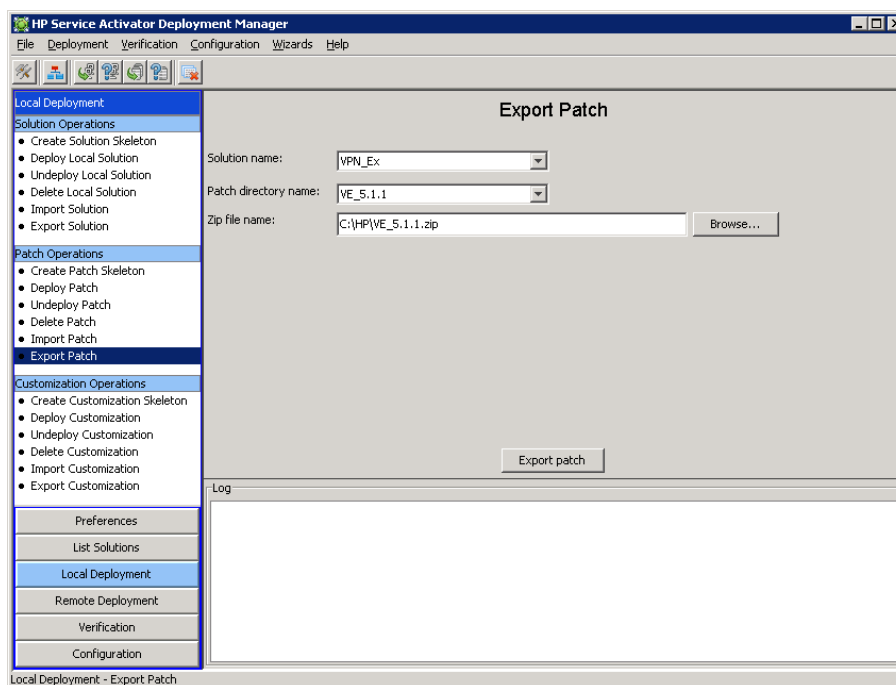 HP Service Activator Deployment Manager
File Deployment Verification Configuration Wizards Help
Local Deployment
Solution Operations
Create Solution Skeleton
Deploy Local Solution
Undeploy Local Solution
Delete Local Solution
Import Solution
Export Solution
Patch Operations
Create Patch Skeleton
Deploy Patch
Undeploy Patch
Delete Patch
Import Patch
Export Patch
Customization Operations
Create Customization Skeleton
Deploy Customization
Undeploy Customization
Delete Customization
Import Customization
Export Customization
Preferences
List Solutions
Local Deployment
Remote Deployment
Verification
Configuration
Export Patch
Solution name: VPN_Ex
Patch directory name: VE_5.1.1
Zip file name: C:\HP\VE_5.1.1.zip Browse...
Export patch
Log
Local Deployment - Export Patch